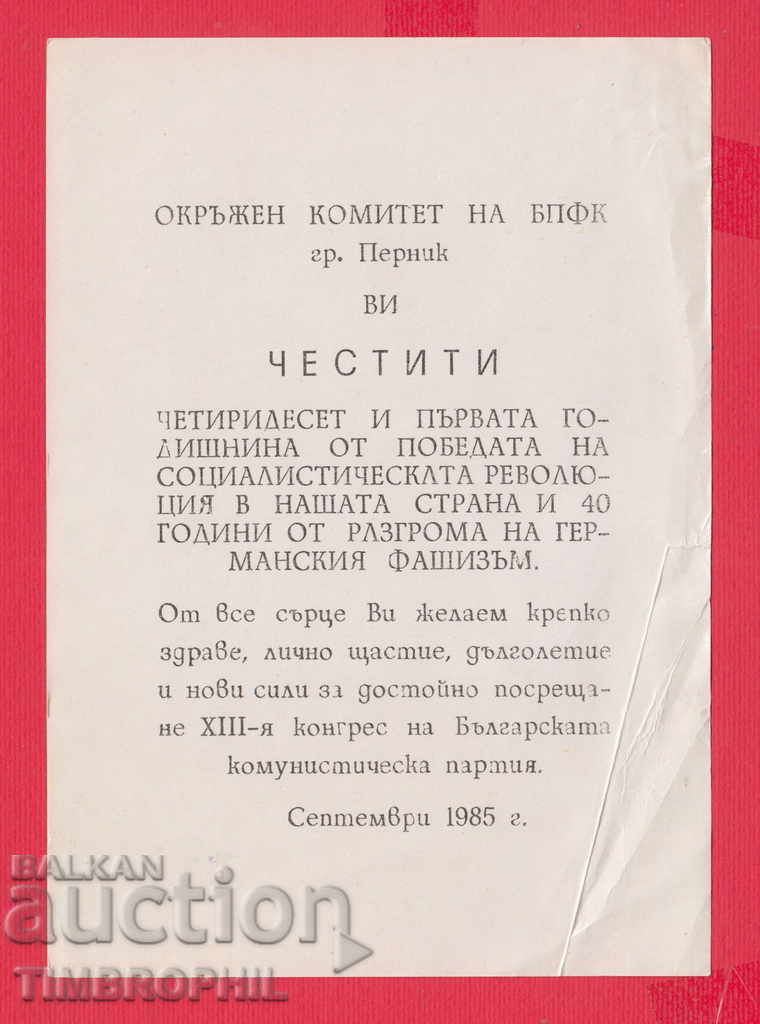 ОКРЪЖЕН КОМИТЕТ НА БПФК
гр. Перник
ВИ
ЧЕСТИТИ
ЧЕТИРИДЕСЕТ И ПЪРВАТА ГО-
ДИШНИНА ОТ ПОБЕДАТА НА
СОЦИАЛИСТИЧЕСКАТА РЕВОЛЮ-
ЦИЯ В НАШАТА СТРАНА И 40
ГОДИНИ ОТ РАЗГРОМА НА ГЕР-
МАНСКИЯ ФАШИЗЪМ.
От все сърце Ви желаем крепко
здраве, лично щастие, дълголетие
и нови сили за достойно посреща-
не XIII-я конгрес на Българската
комунистическа партия.
Септември 1985 г.
BALKAN
auction
TIMBROPHIL